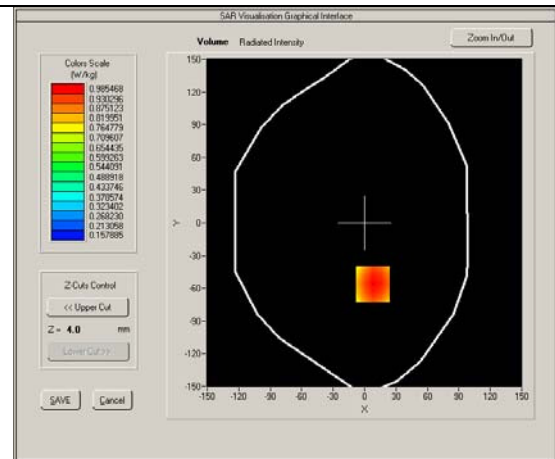 SAR Visualisation Graphical Interface
Volume Radiated Intensity
Zoom In/Out
Colors Scale
(W/kg)
0.985468
0.930296
0.875123
0.819951
0.764779
0.709607
0.654435
0.599263
0.544091
0.488918
0.433746
0.378574
0.323402
0.268230
0.213058
0.157885
Z-Cuts Control
<< Upper Cut
Z = 4.0 mm
Lower Cut >>
SAVE Cancel
150
120
90
60
30
0
-30
-60
-90
-120
-150
Y
-150 -120 -90 -60 -30 0 30 60 90 120 150
X